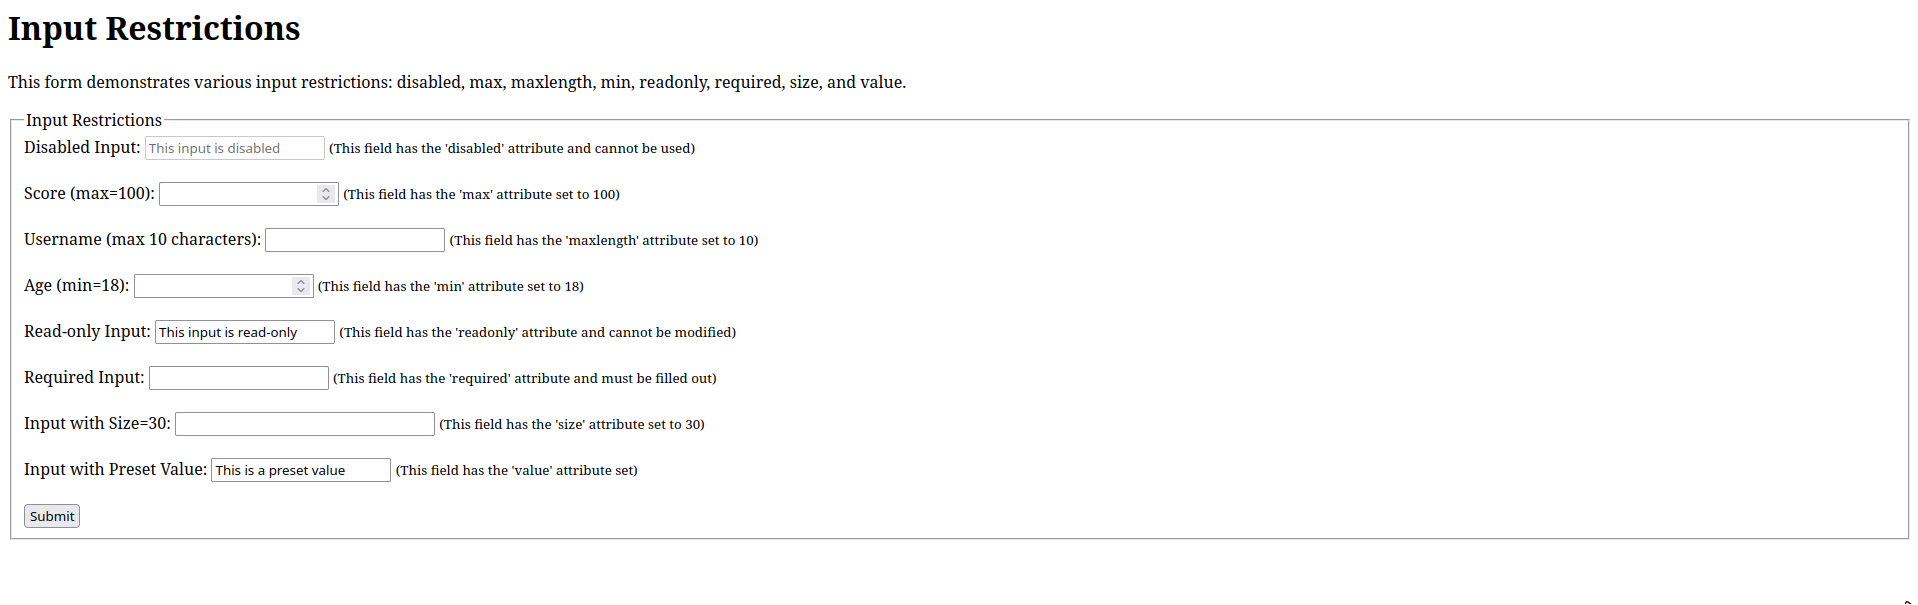 Input Restrictions
This form demonstrates various input restrictions: disabled, max, maxlength, min, readonly, required, size, and value.
Input Restrictions
Disabled Input: This input is disabled (This field has the 'disabled' attribute and cannot be used)
Score (max=100): (This field has the 'max' attribute set to 100)
Username (max 10 characters): (This field has the 'maxlength' attribute set to 10)
Age (min=18): (This field has the 'min' attribute set to 18)
Read-only Input: This input is read-only (This field has the 'readonly' attribute and cannot be modified)
Required Input: (This field has the 'required' attribute and must be filled out)
Input with Size=30: (This field has the 'size' attribute set to 30)
Input with Preset Value: This is a preset value (This field has the 'value' attribute set)
Submit